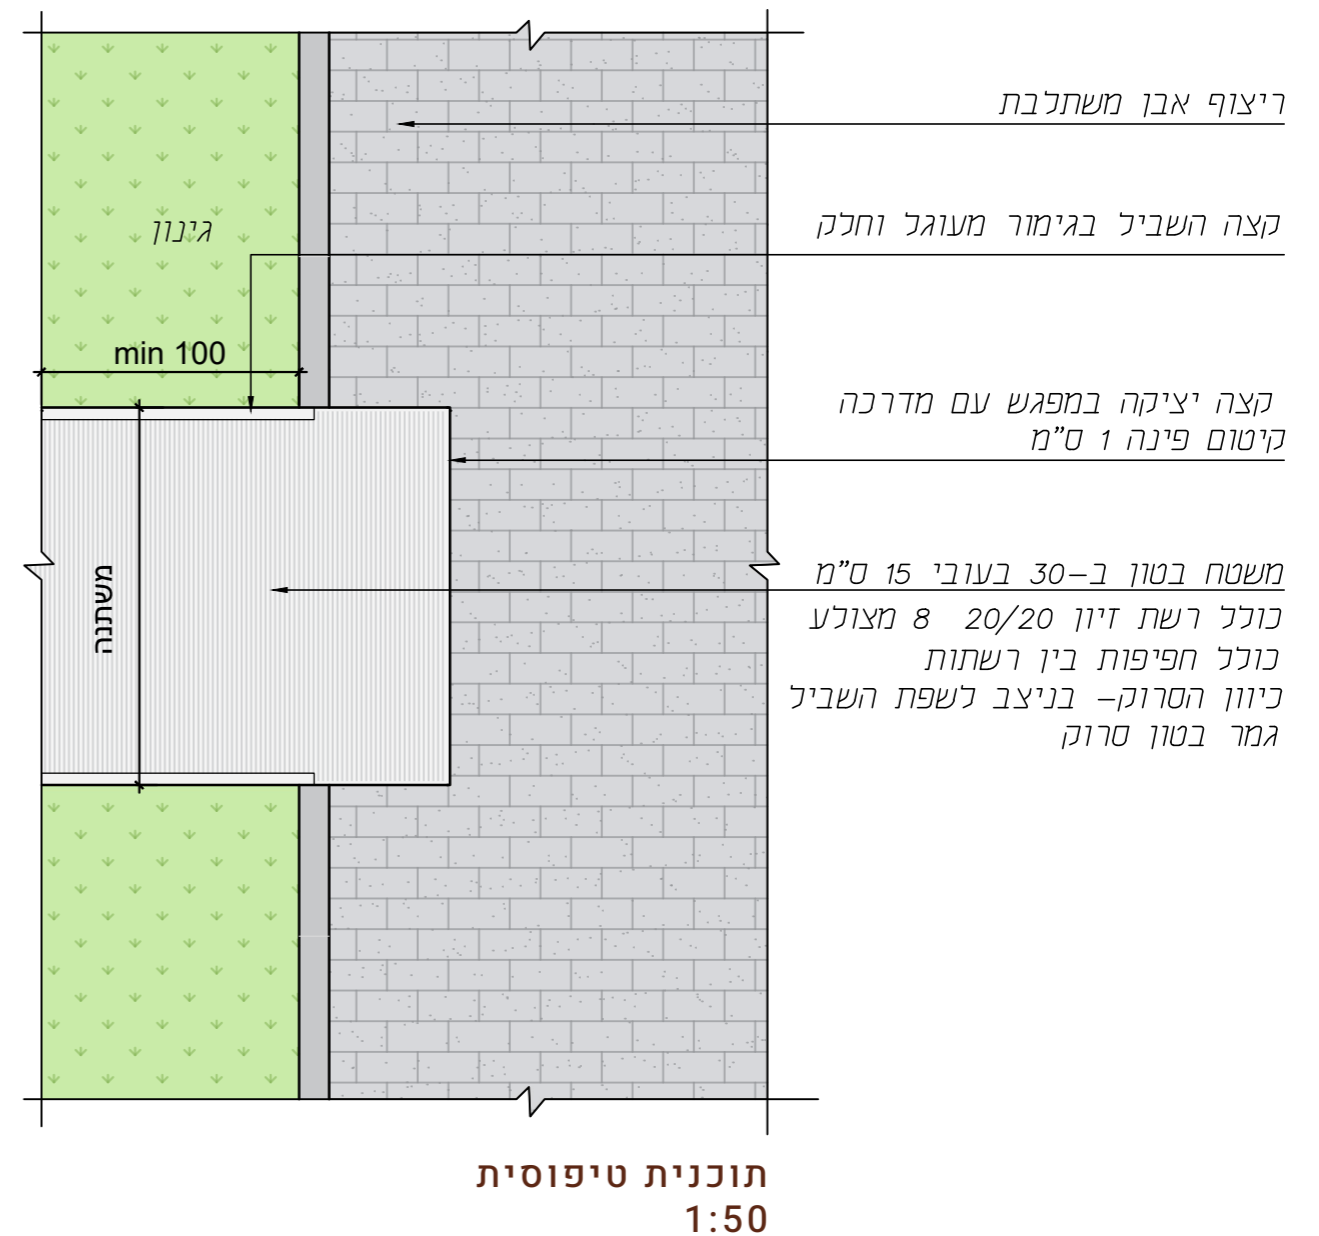 ריצוף אבן משתלבת
קצה השביל בגימור מעוגל וחלק
גינון
min 100
קצה יציקה במפגש עם מדרכה
קיטום פינה 1 ס"מ
משתנה
משטח בטון ב-30 בעובי 15 ס"מ
כולל רשת זיון 20/20 8 מצולע
כולל חפיפות בין רשתות
כיוון הסרוק- בניצב לשפת השביל
גמר בטון סרוק
תוכנית טיפוסית
1:50